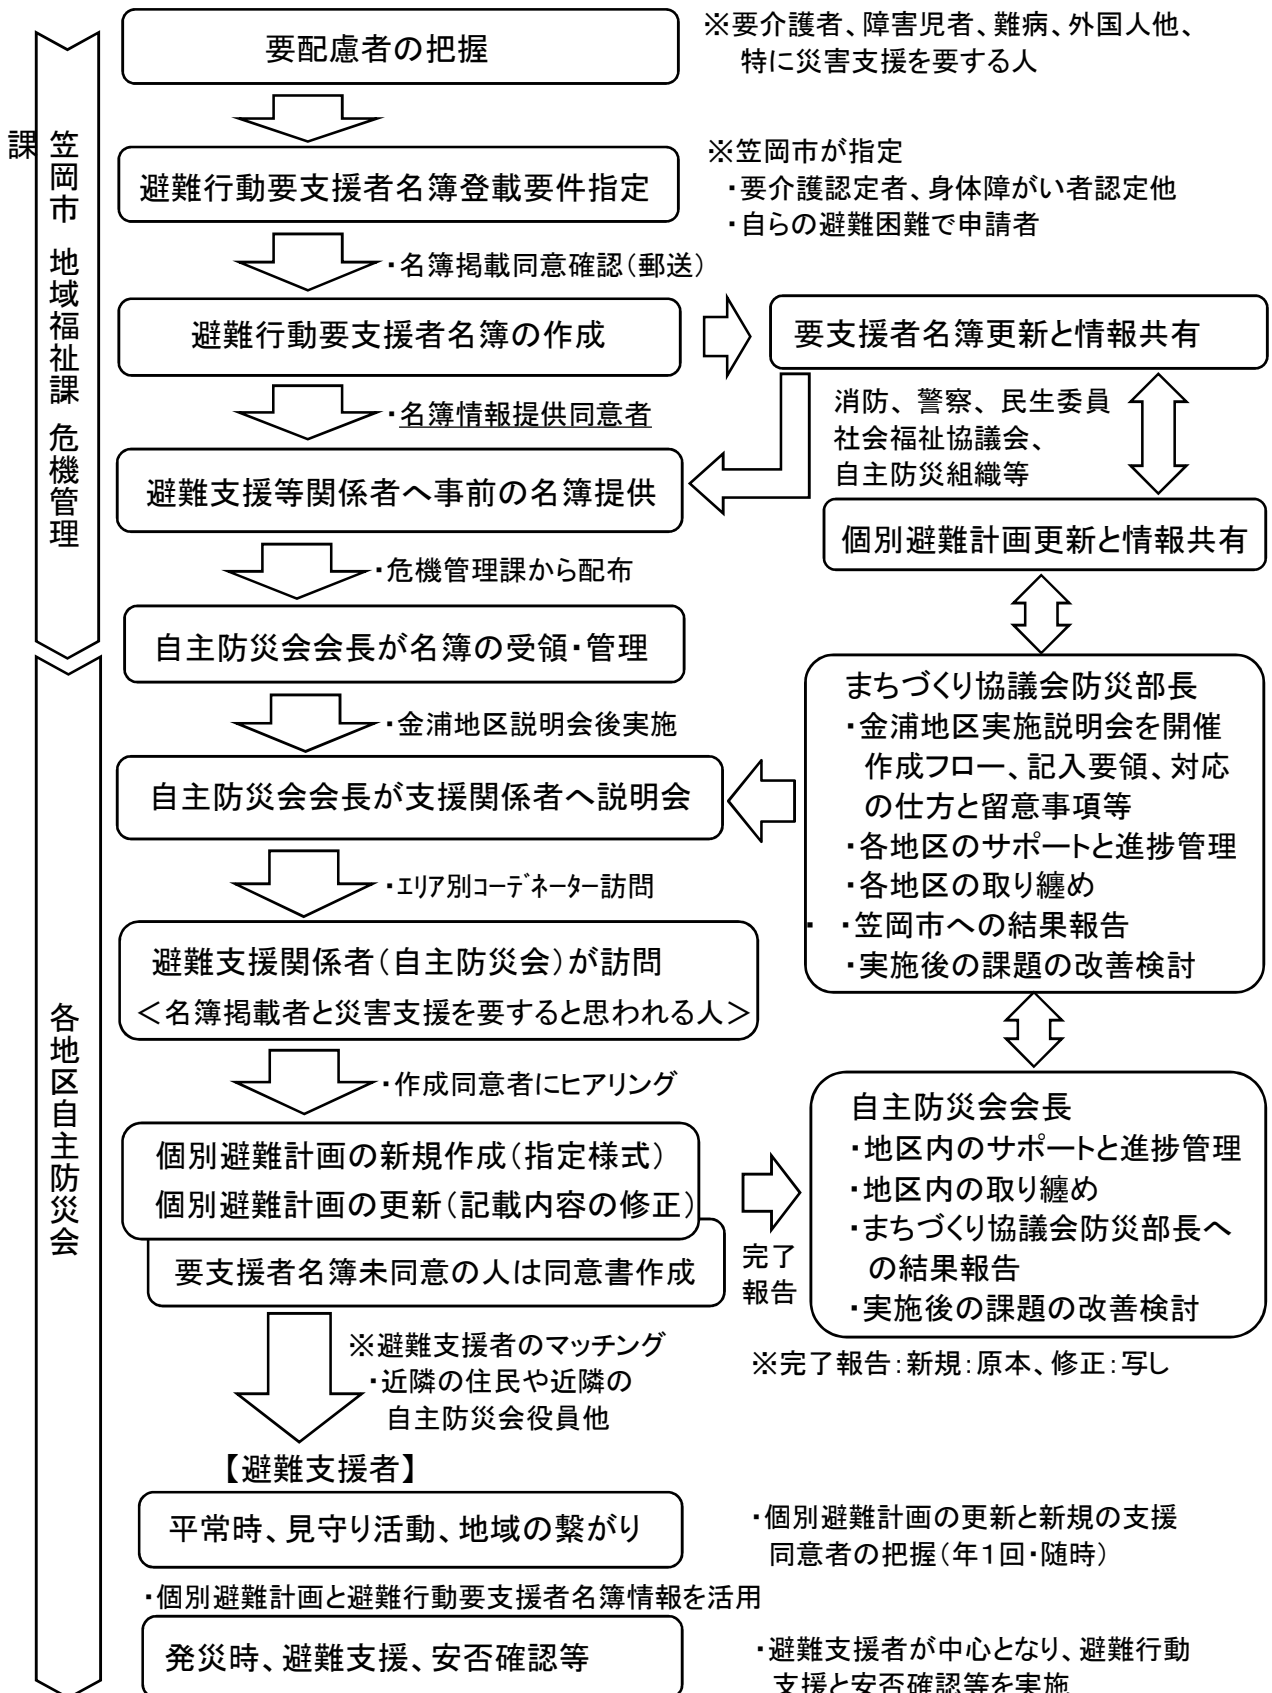 要配慮者の把握
※要介護者、障害児者、難病、外国人他、
特に災害支援を要する人
笠岡市 地域福祉課 危機管理
課
避難行動要支援者名簿登載要件指定
※笠岡市が指定
・要介護認定者、身体障がい者認定他
・自らの避難困難で申請者
・名簿掲載同意確認(郵送)
避難行動要支援者名簿の作成
要支援者名簿更新と情報共有
・名簿情報提供同意者
消防、警察、民生委員
社会福祉協議会、
自主防災組織等
避難支援等関係者へ事前の名簿提供
個別避難計画更新と情報共有
・危機管理課から配布
自主防災会会長が名簿の受領・管理
・金浦地区説明会後実施
自主防災会会長が支援関係者へ説明会
まちづくり協議会防災部長
・金浦地区実施説明会を開催
作成フロー、記入要領、対応
の仕方と留意事項等
・各地区のサポートと進捗管理
・各地区の取り纏め
・ ・笠岡市への結果報告
・実施後の課題の改善検討
・エリア別コーデネーター訪問
各地区自主防災会
避難支援関係者(自主防災会)が訪問
<名簿掲載者と災害支援を要すると思われる人>
・作成同意者にヒアリング
個別避難計画の新規作成(指定様式)
個別避難計画の更新(記載内容の修正)
要支援者名簿未同意の人は同意書作成
完了
報告
自主防災会会長
・地区内のサポートと進捗管理
・地区内の取り纏め
・まちづくり協議会防災部長へ
の結果報告
・実施後の課題の改善検討
※完了報告:新規:原本、修正:写し
※避難支援者のマッチング
・近隣の住民や近隣の
自主防災会役員他
【避難支援者】
平常時、見守り活動、地域の繋がり
・個別避難計画の更新と新規の支援
同意者の把握(年1回・随時)
・個別避難計画と避難行動要支援者名簿情報を活用
発災時、避難支援、安否確認等
・避難支援者が中心となり、避難行動
支援と安否確認等を実施